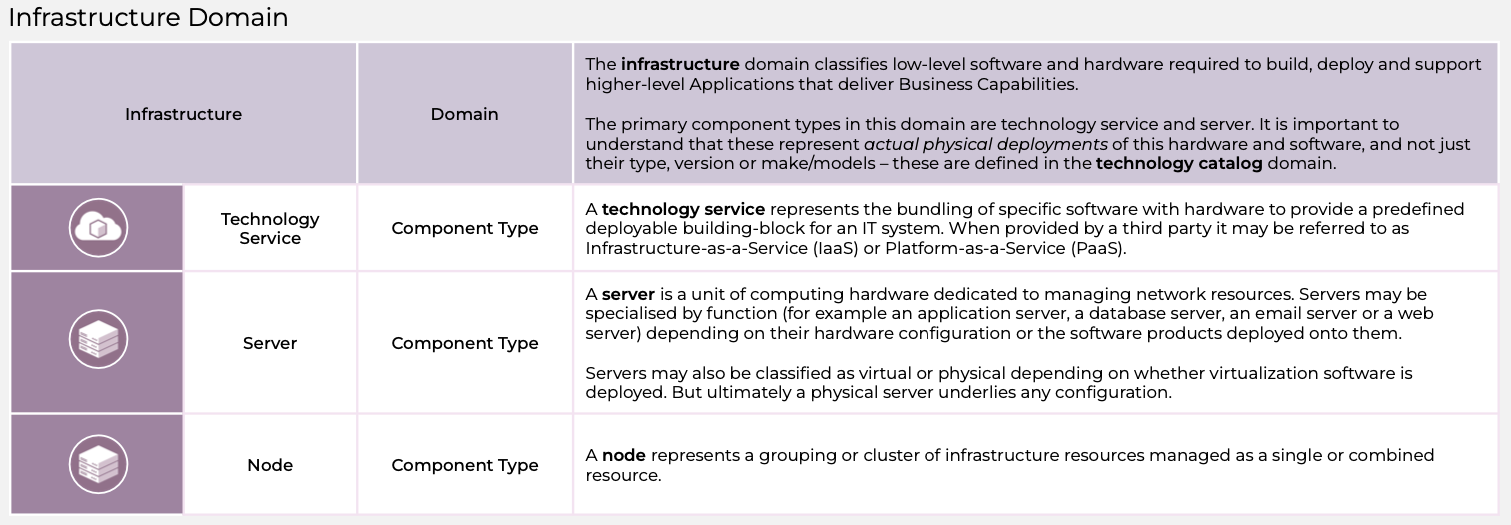 Infrastructure Domain
Infrastructure
Domain
The infrastructure domain classifies low-level software and hardware required to build, deploy and support
higher-level Applications that deliver Business Capabilities.
The primary component types in this domain are technology service and server. It is important to
understand that these represent actual physical deployments of this hardware and software, and not just
their type, version or make/models – these are defined in the technology catalog domain.
Technology
Service
Component Type
A technology service represents the bundling of specific software with hardware to provide a predefined
deployable building-block for an IT system. When provided by a third party it may be referred to as
Infrastructure-as-a-Service (IaaS) or Platform-as-a-Service (PaaS).
Server
Component Type
A server is a unit of computing hardware dedicated to managing network resources. Servers may be
specialised by function (for example an application server, a database server, an email server or a web
server) depending on their hardware configuration or the software products deployed onto them.
Servers may also be classified as virtual or physical depending on whether virtualization software is
deployed. But ultimately a physical server underlies any configuration.
Node
Component Type
A node represents a grouping or cluster of infrastructure resources managed as a single or combined
resource.